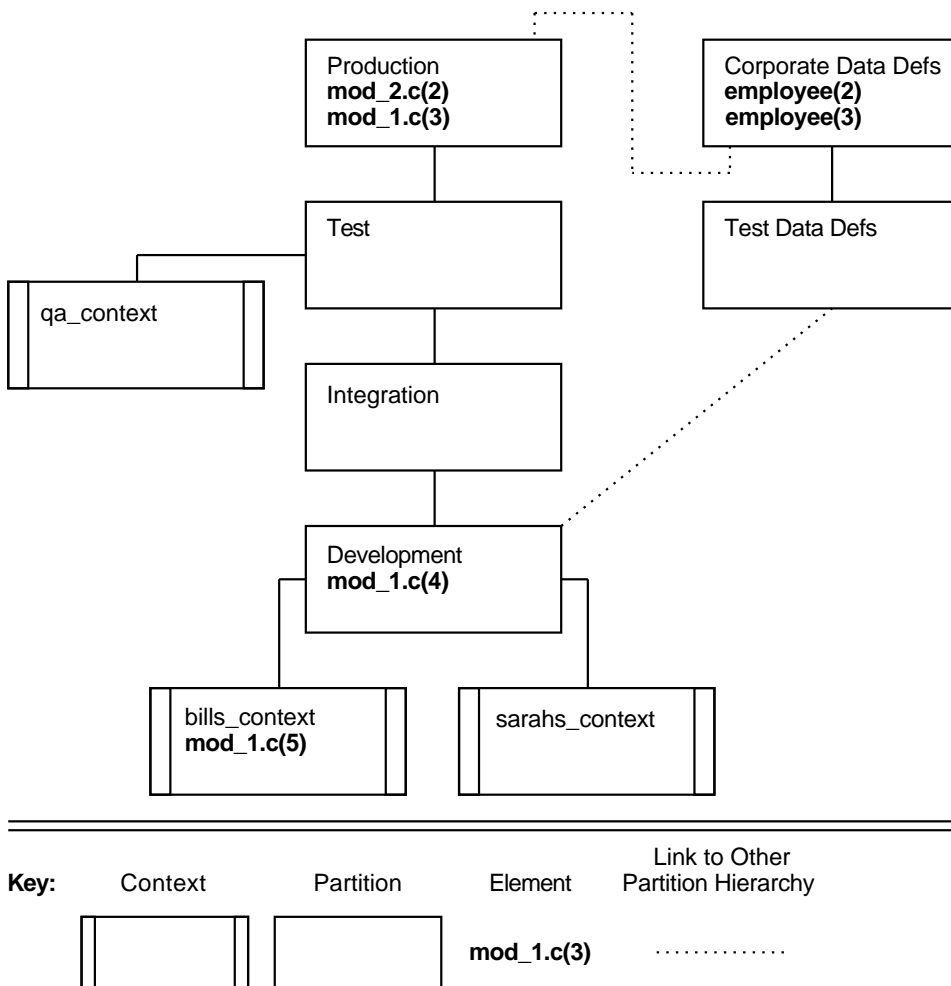 Production
mod_2.c(2)
mod_1.c(3)
Corporate Data Defs
employee(2)
employee(3)
Test
Test Data Defs
qa_context
Integration
Development
mod_1.c(4)
bills_context
mod_1.c(5)
sarahs_context
Key:
Context
Partition
Element
Link to Other
Partition Hierarchy
mod_1.c(3)